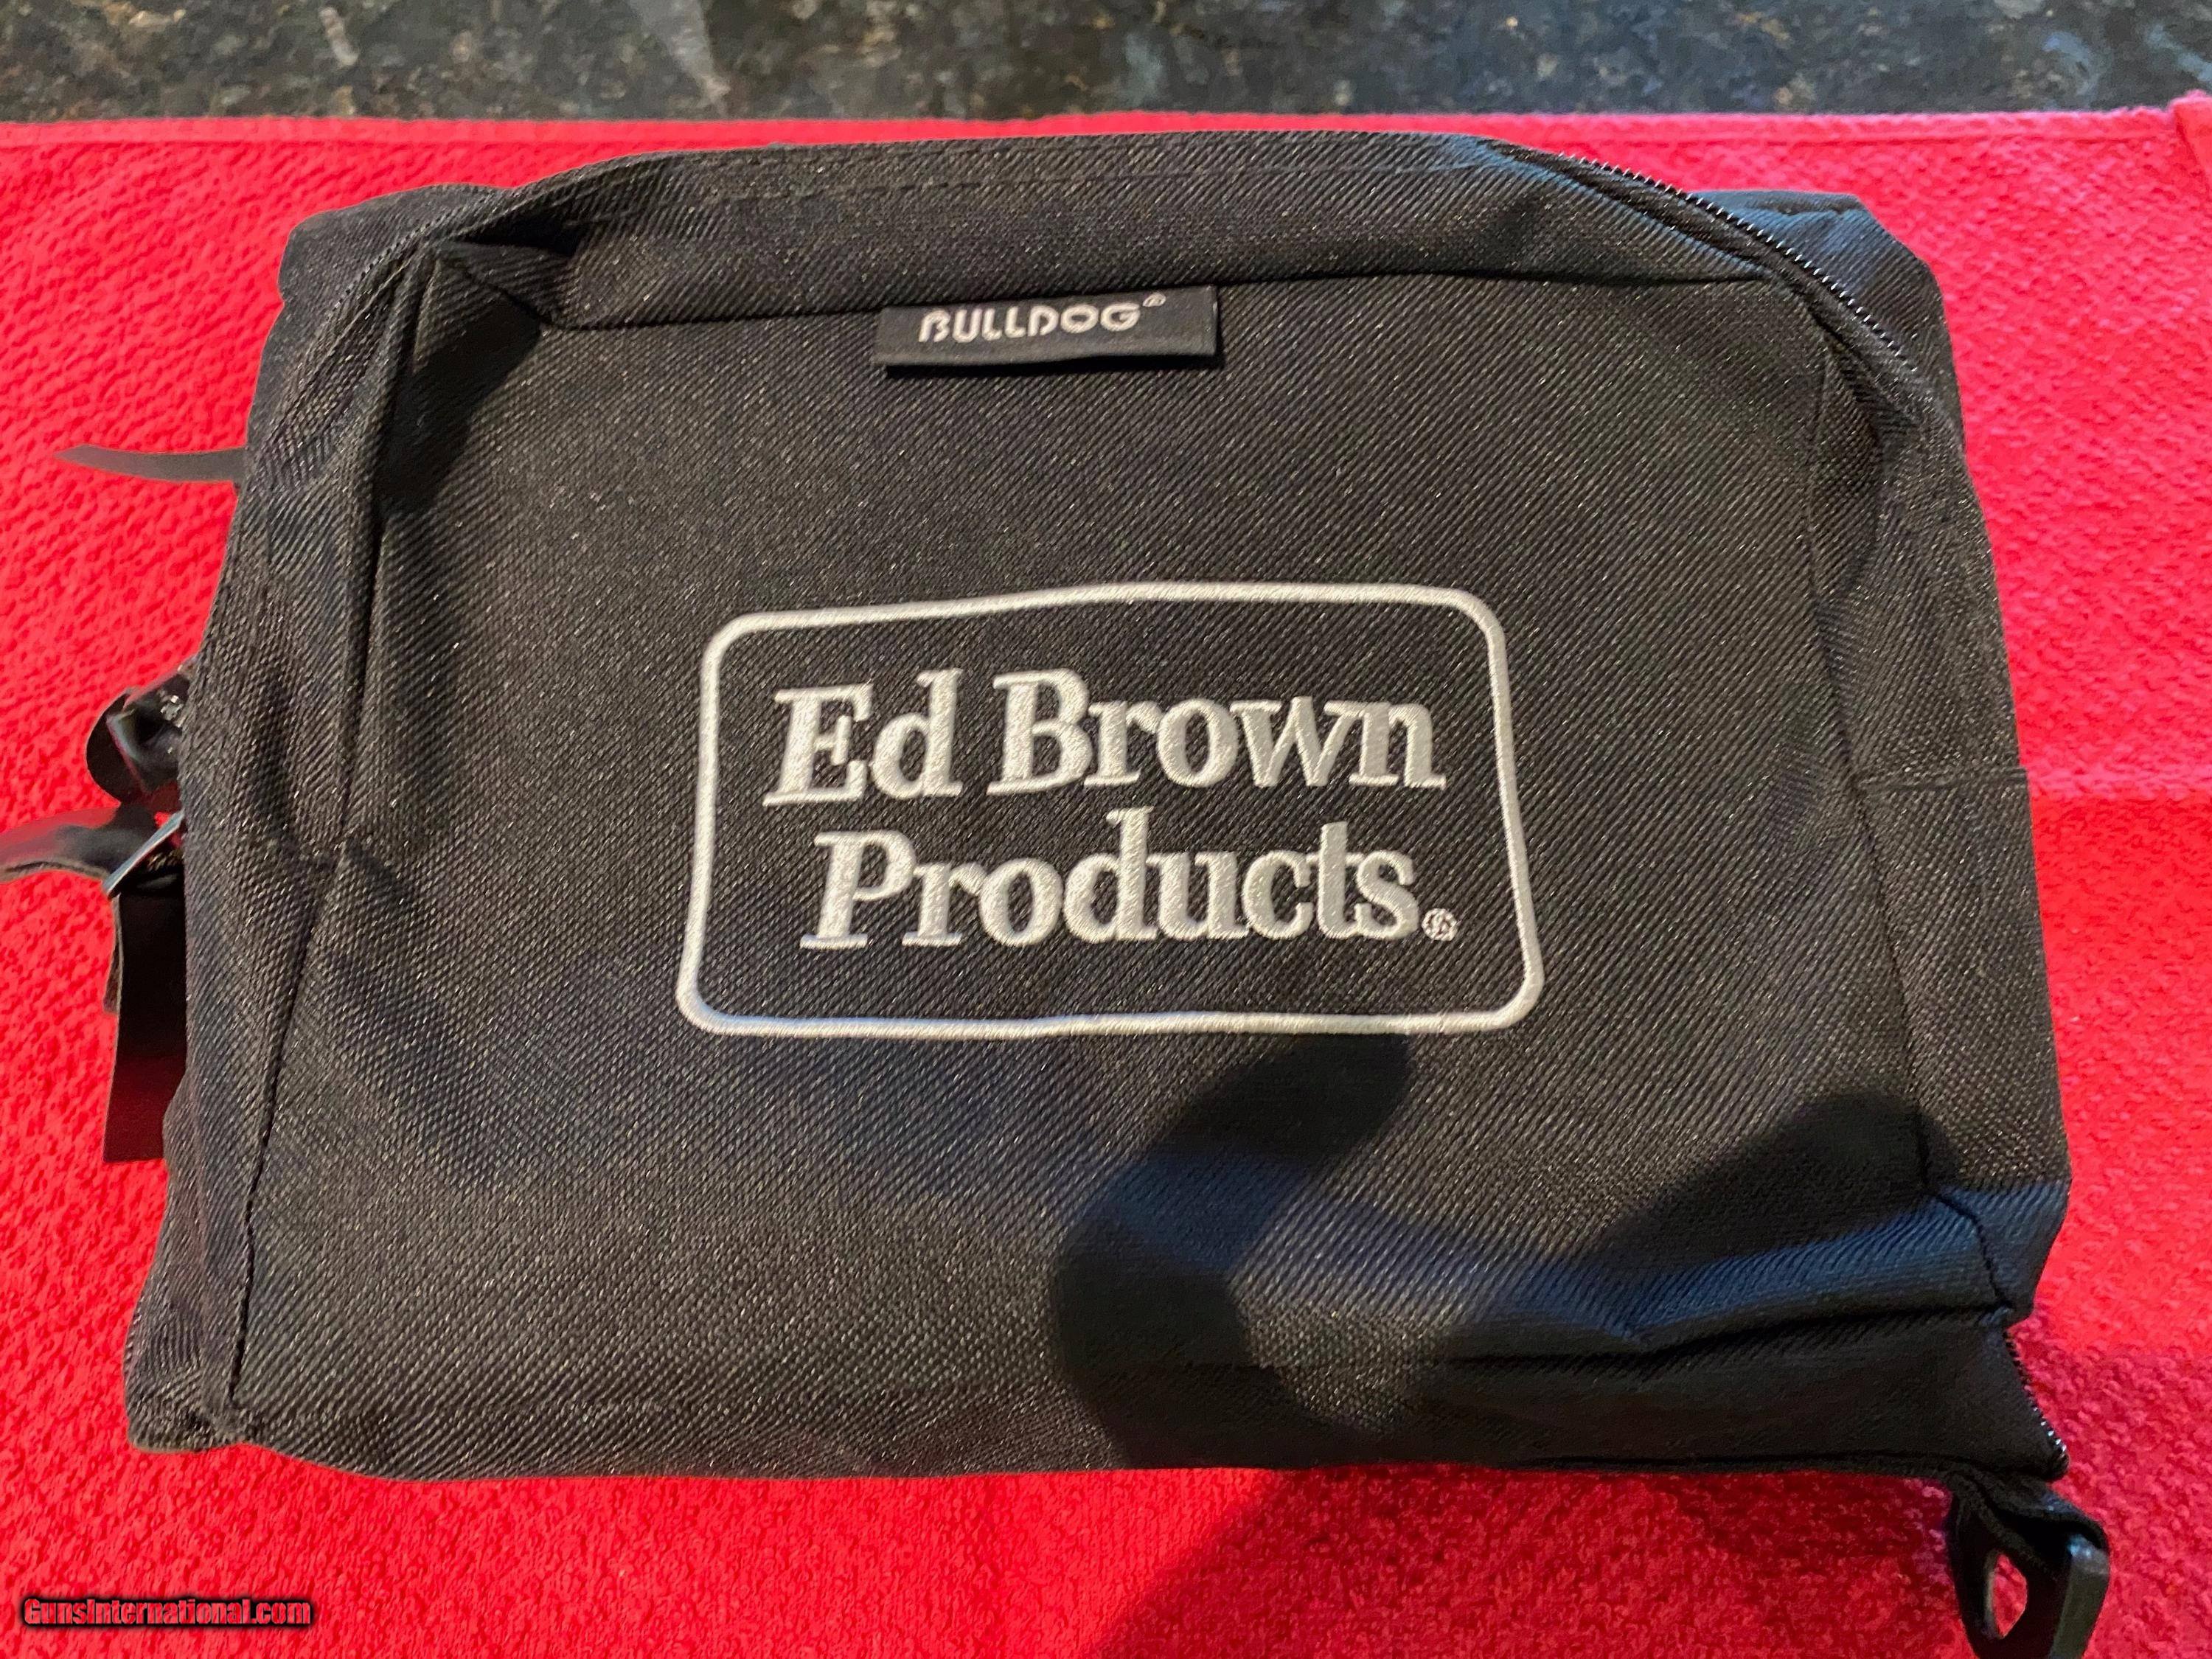 BULLDOG®
Ed Brown
Products®
GunsInternational.com